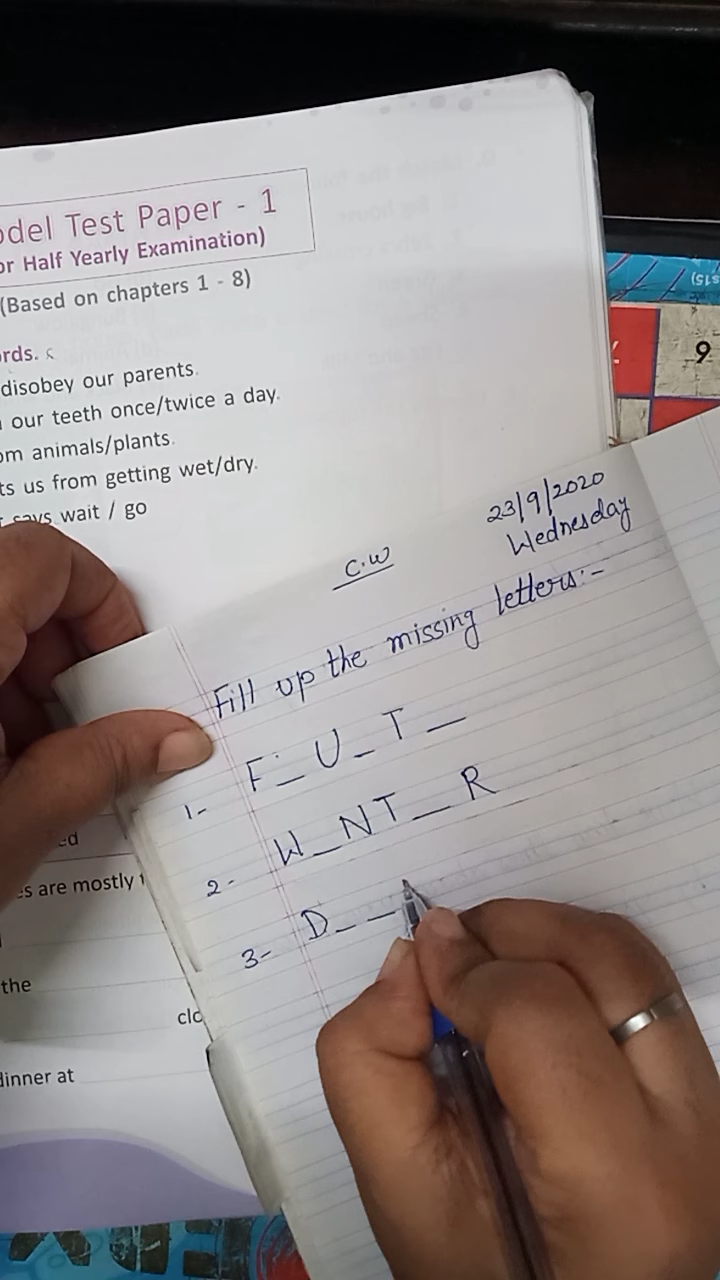 odel Test Paper - 1
or Half Yearly Examination)
(Based on chapters 1 - 8)
rds.
disobey our parents.
our teeth once/twice a day.
om animals/plants.
ts us from getting wet/dry.
says wait / go
ed
es are mostly
the
clo
dinner at
9
23/9/2020
Wednesday
C.W
Fill up the missing letters:-
1- F_U_T_
2- W_NT_R
3- D_ _